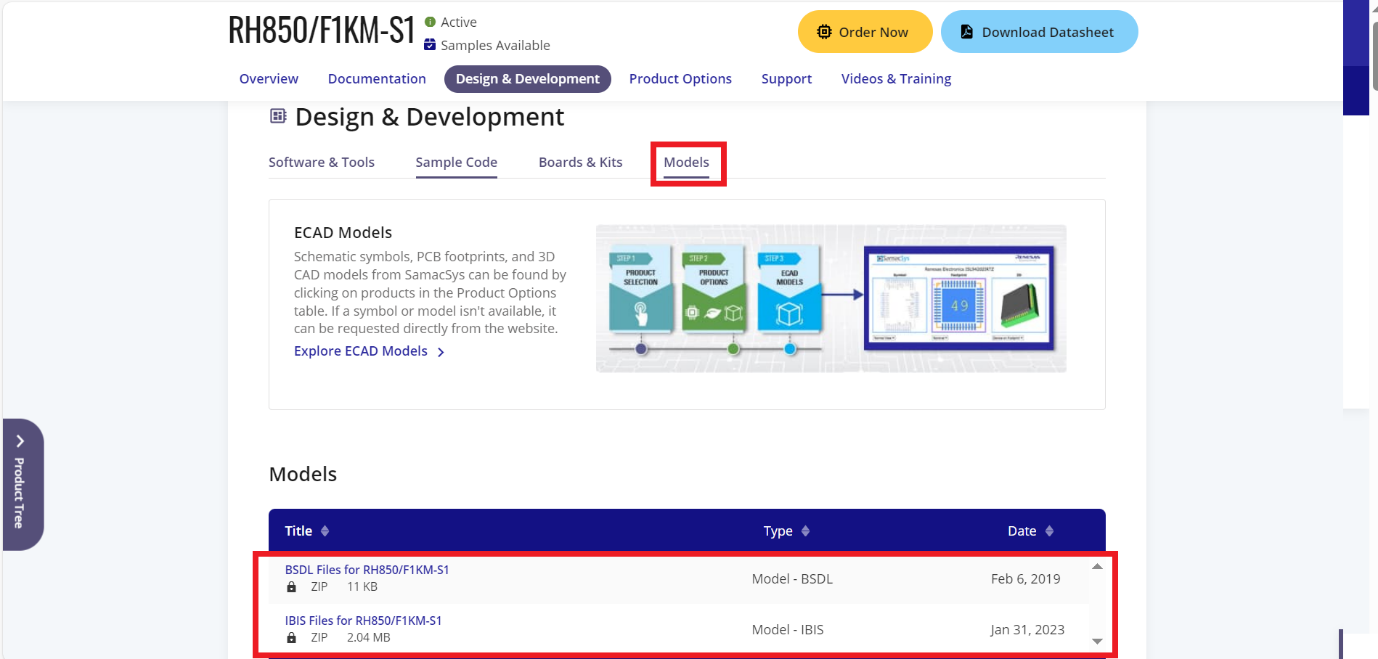 RH850/F1KM-S1
Active
Samples Available
Order Now
Download Datasheet
Overview
Documentation
Design & Development
Product Options
Support
Videos & Training
Design & Development
Software & Tools
Sample Code
Boards & Kits
Models
ECAD Models
Schematic symbols, PCB footprints, and 3D
CAD models from SamacSys can be found by
clicking on products in the Product Options
table. If a symbol or model isn't available, it
can be requested directly from the website.
Explore ECAD Models
STEP 1
PRODUCT
SELECTION
STEP 2
PRODUCT
OPTIONS
STEP 3
ECAD
MODELS
SamacSys
RENESAS
49
Product Tree
Models
Title
Type
Date
BSDL Files for RH850/F1KM-S1
ZIP 11 KB
Model - BSDL
Feb 6, 2019
IBIS Files for RH850/F1KM-S1
ZIP 2.04 MB
Model - IBIS
Jan 31, 2023